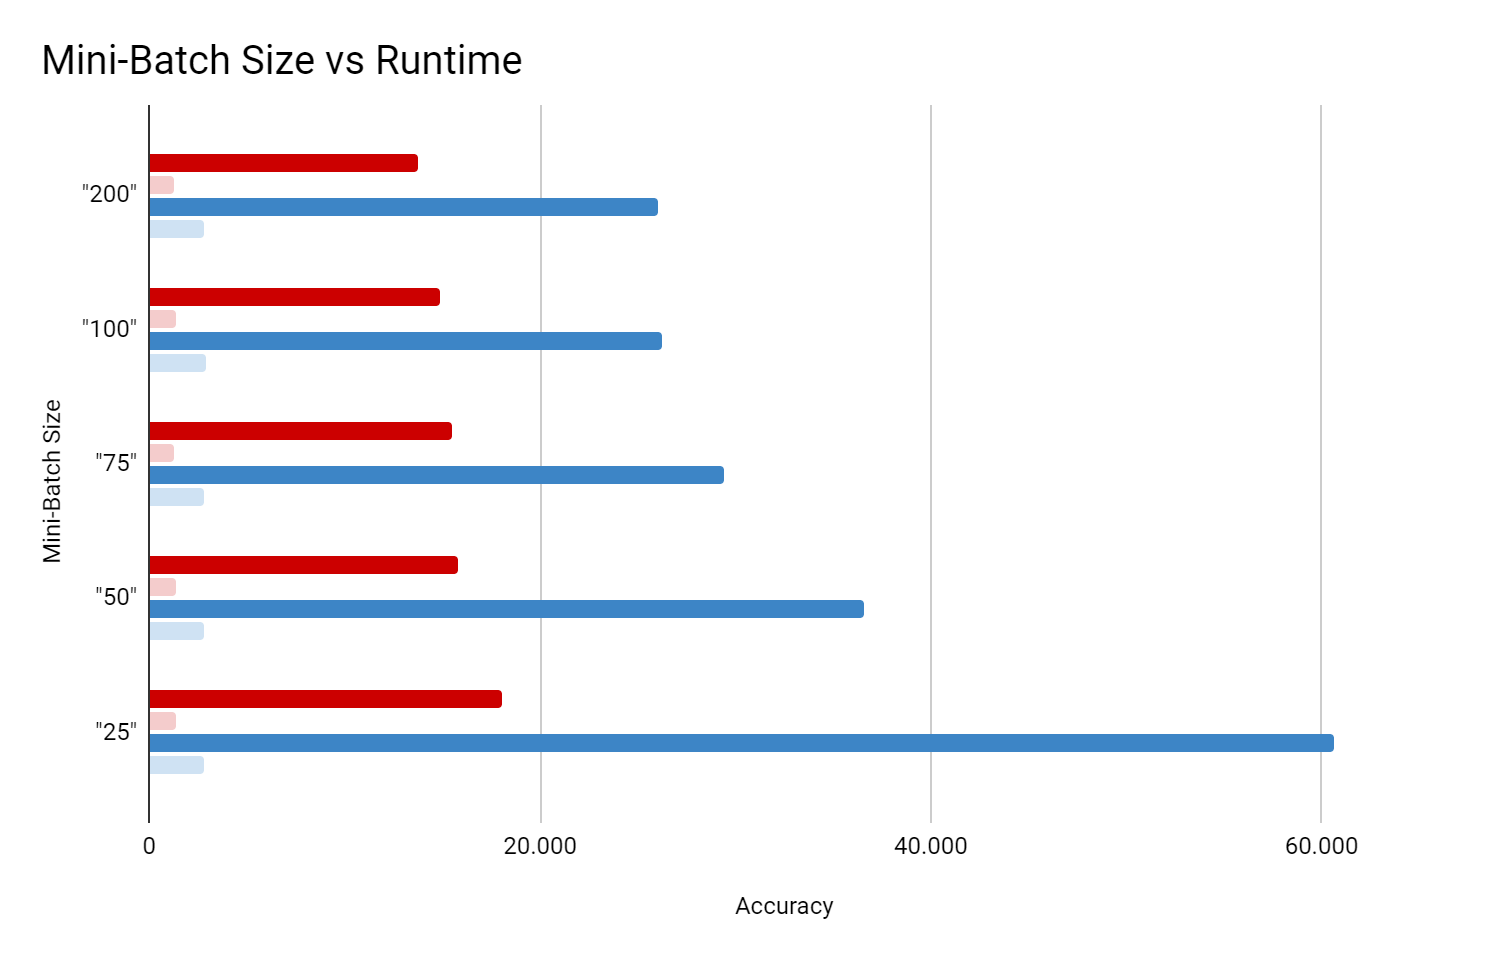 Mini-Batch Size vs Runtime
"200"
"100"
"75"
"50"
"25"
Mini-Batch Size
0 20.000 40.000 60.000
Accuracy